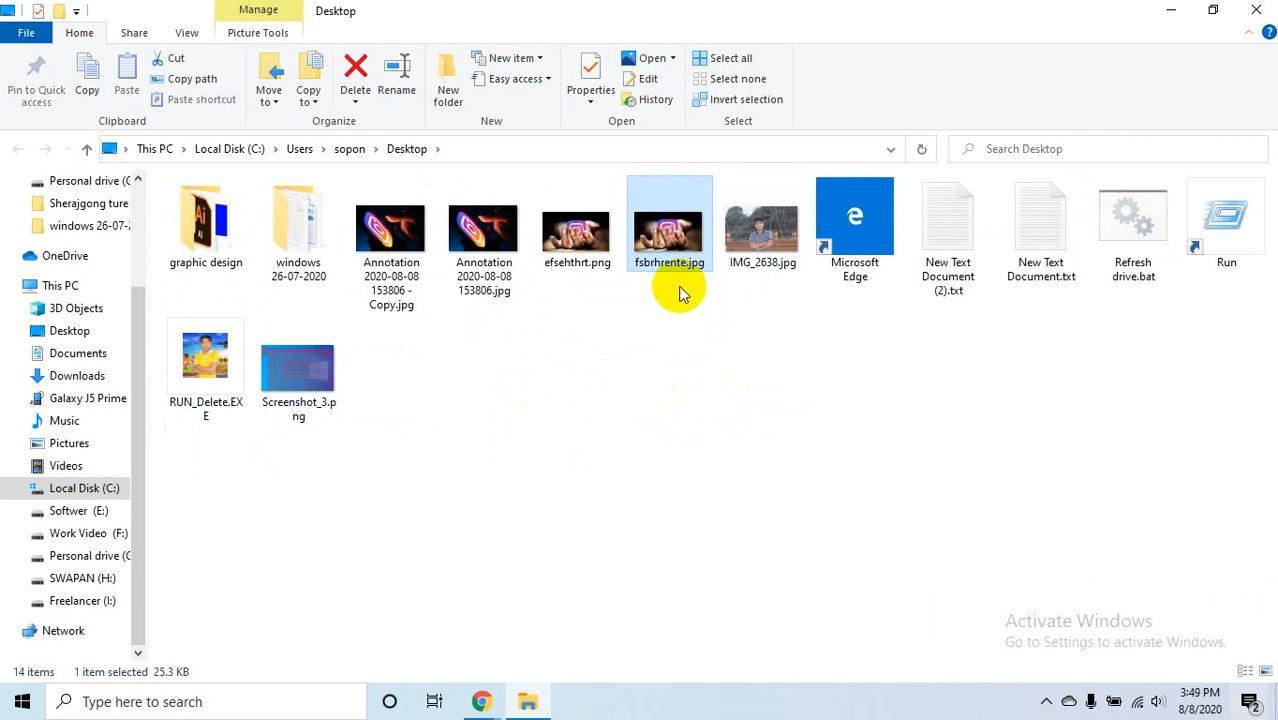 Manage
Desktop
File
Home
Share
View
Picture Tools
Pin to Quick access
Copy
Paste
Cut
Copy path
Paste shortcut
Clipboard
Move to
Copy to
Delete
Rename
Organize
New folder
New item
Easy access
New
Properties
Open
Edit
History
Open
Select all
Select none
Invert selection
Select
This PC
Local Disk (C:)
Users
sopon
Desktop
Search Desktop
Personal drive (G
Sherajgong ture
windows 26-07-
OneDrive
This PC
3D Objects
Desktop
Documents
Downloads
Galaxy J5 Prime
Music
Pictures
Videos
Local Disk (C:)
Softwer (E:)
Work Video (F:)
Personal drive (G
SWAPAN (H:)
Freelancer (I:)
Network
Ai
graphic design
windows
26-07-2020
Annotation
2020-08-08
153806 -
Copy.jpg
Annotation
2020-08-08
153806.jpg
efsehthrt.png
fsbrhrente.jpg
IMG_2638.jpg
Microsoft
Edge
New Text
Document
(2).txt
New Text
Document.txt
Refresh
drive.bat
Run
RUN_Delete.EX
E
Screenshot_3.p
ng
Activate Windows
Go to Settings to activate Windows.
14 items
1 item selected 25.3 KB
Type here to search
3:49 PM
8/8/2020
2